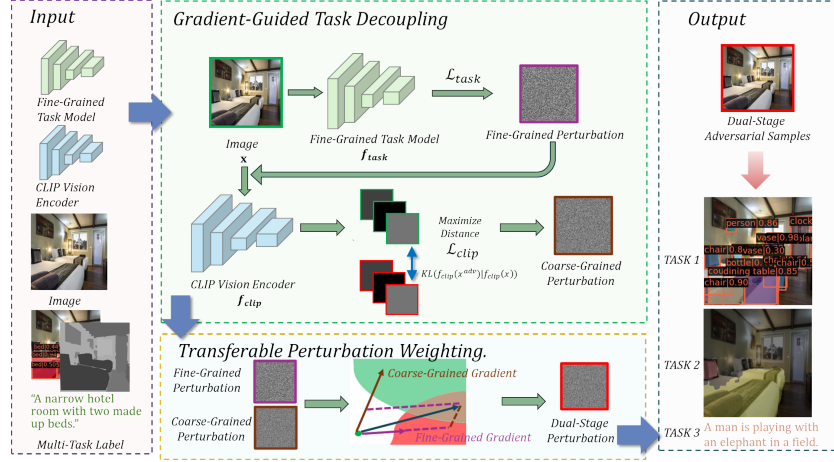 Input
Fine-Grained
Task Model
CLIP Vision
Encoder
Image
“A narrow hotel
room with two made
up beds.”
Multi-Task Label
Gradient-Guided Task Decoupling
Image
x
Fine-Grained Task Model
f_task
ℒ_task
Fine-Grained Perturbation
CLIP Vision Encoder
f_clip
Maximize
Distance
ℒ_clip
KL(f_clip(x^adv)|f_clip(x))
Coarse-Grained
Perturbation
Transferable Perturbation Weighting.
Fine-Grained
Perturbation
Coarse-Grained
Perturbation
Coarse-Grained Gradient
Fine-Grained Gradient
Dual-Stage
Perturbation
Output
Dual-Stage
Adversarial Samples
TASK 1
person|0.86
clock
vase|0.98
chair|0.8
vase|0.30
bottle|0.
coudining table|0.85
chair|0.90
TASK 2
TASK 3
A man is playing with
an elephant in a field.